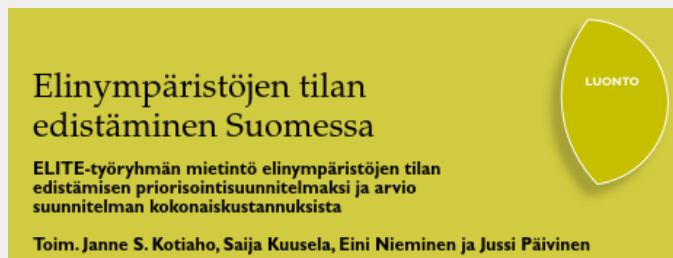 LUONTO
Elinympäristöjen tilan
edistäminen Suomessa
ELITE-työryhmän mietintö elinympäristöjen tilan
edistämisen priorisointisuunnitelmaksi ja arvio
suunnitelman kokonaiskustannuksista
Toim. Janne S. Kotiaho, Saija Kuusela, Eini Nieminen ja Jussi Päivinen